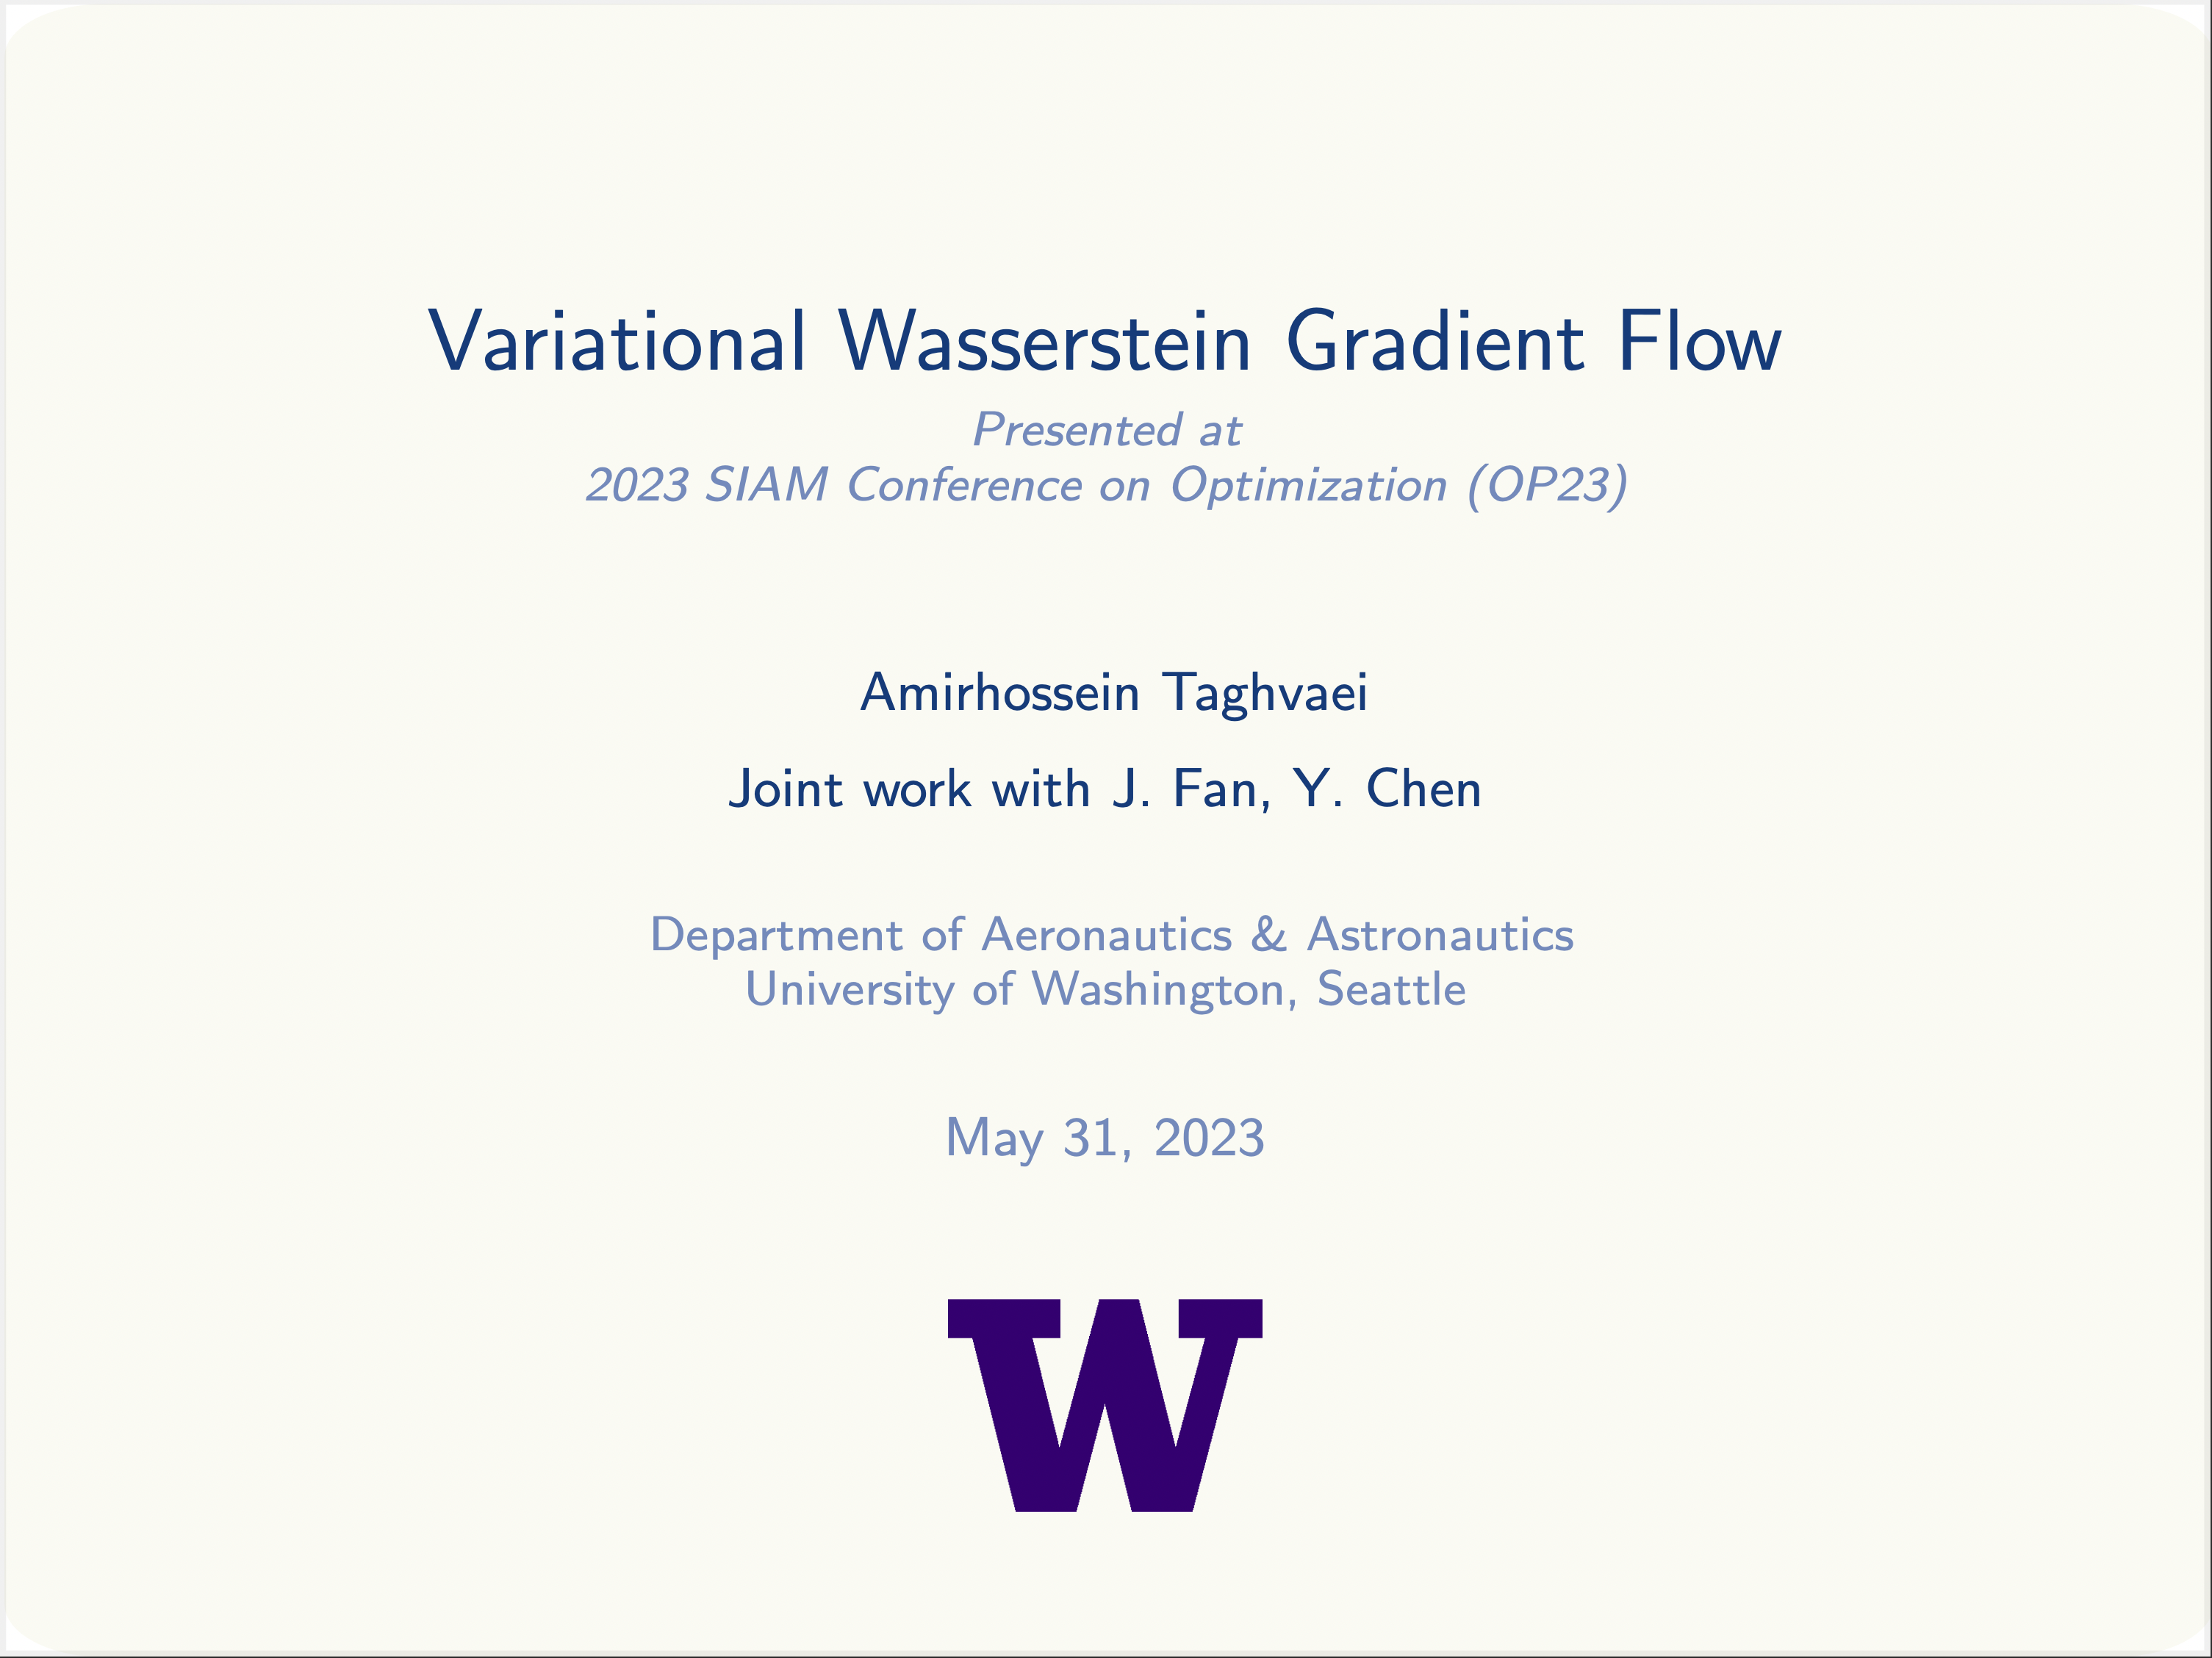 Variational Wasserstein Gradient Flow
Presented at
2023 SIAM Conference on Optimization (OP23)
Amirhossein Taghvaei
Joint work with J. Fan, Y. Chen
Department of Aeronautics & Astronautics
University of Washington, Seattle
May 31, 2023
W